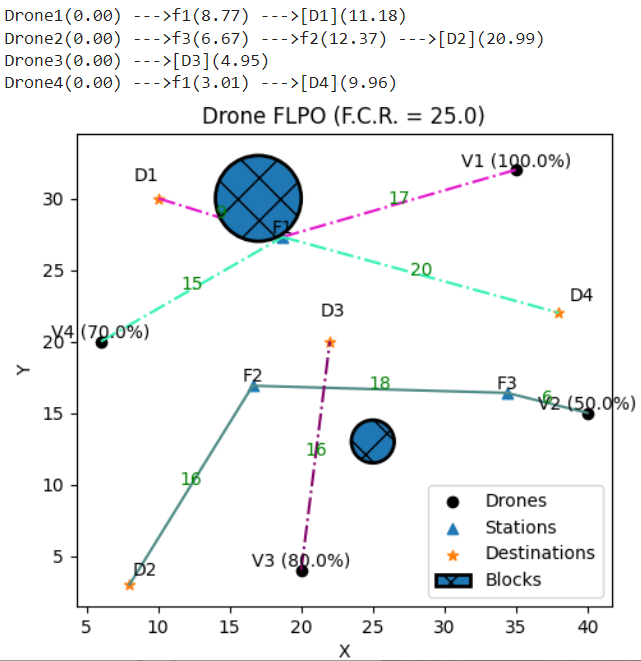 Drone1(0.00) --->f1(8.77) --->[D1](11.18)
Drone2(0.00) --->f3(6.67) --->f2(12.37) --->[D2](20.99)
Drone3(0.00) --->[D3](4.95)
Drone4(0.00) --->f1(3.01) --->[D4](9.96)
Drone FLPO (F.C.R. = 25.0)
V1 (100.0%)
D1
30
17
F1
25
20
15
D4
D3
V4 (70.0%)
20
Y
F2
18
F3
6
V2 (50.0%)
15
16
16
10
Drones
Stations
V3 (80.0%)
5
D2
Destinations
Blocks
5
10
15
20
25
30
35
40
X